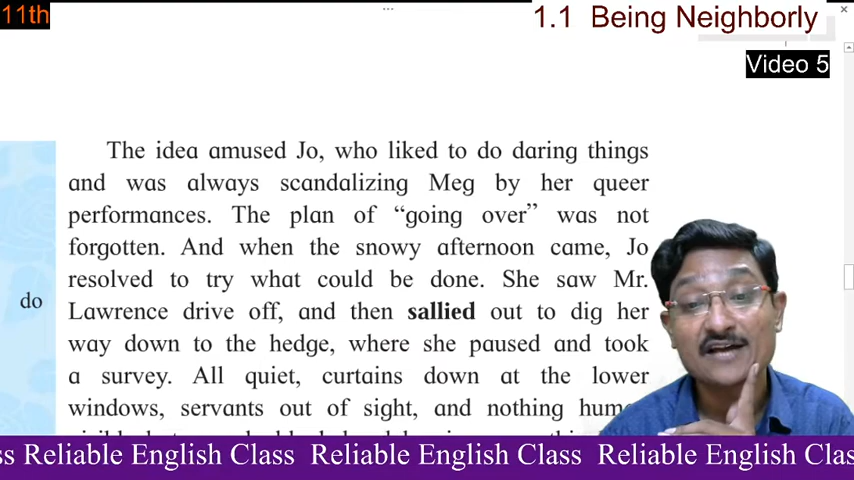 11th
1.1 Being Neighborly
Video 5
The idea amused Jo, who liked to do daring things
and was always scandalizing Meg by her queer
performances. The plan of “going over” was not
forgotten. And when the snowy afternoon came, Jo
resolved to try what could be done. She saw Mr.
do
Lawrence drive off, and then sallied out to dig her
way down to the hedge, where she paused and took
a survey. All quiet, curtains down at the lower
windows, servants out of sight, and nothing
Reliable English Class Reliable English Class Reliable English